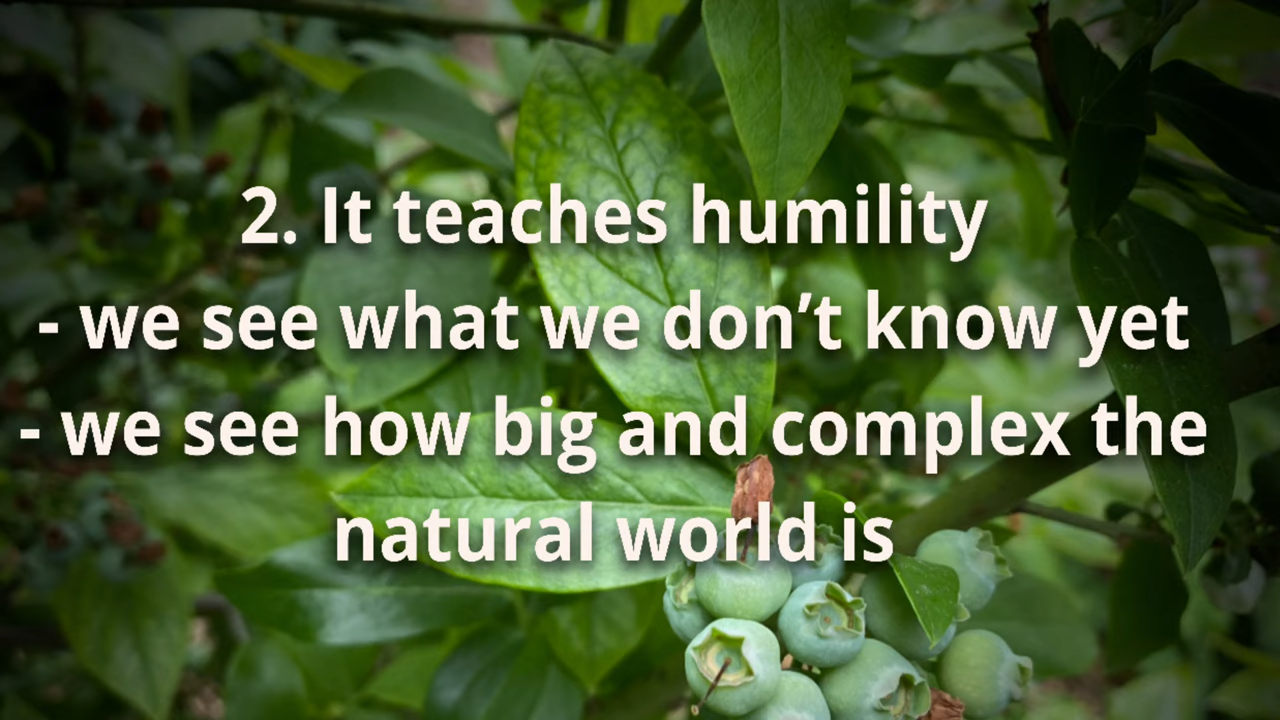 2. It teaches humility
- we see what we don’t know yet
- we see how big and complex the
natural world is